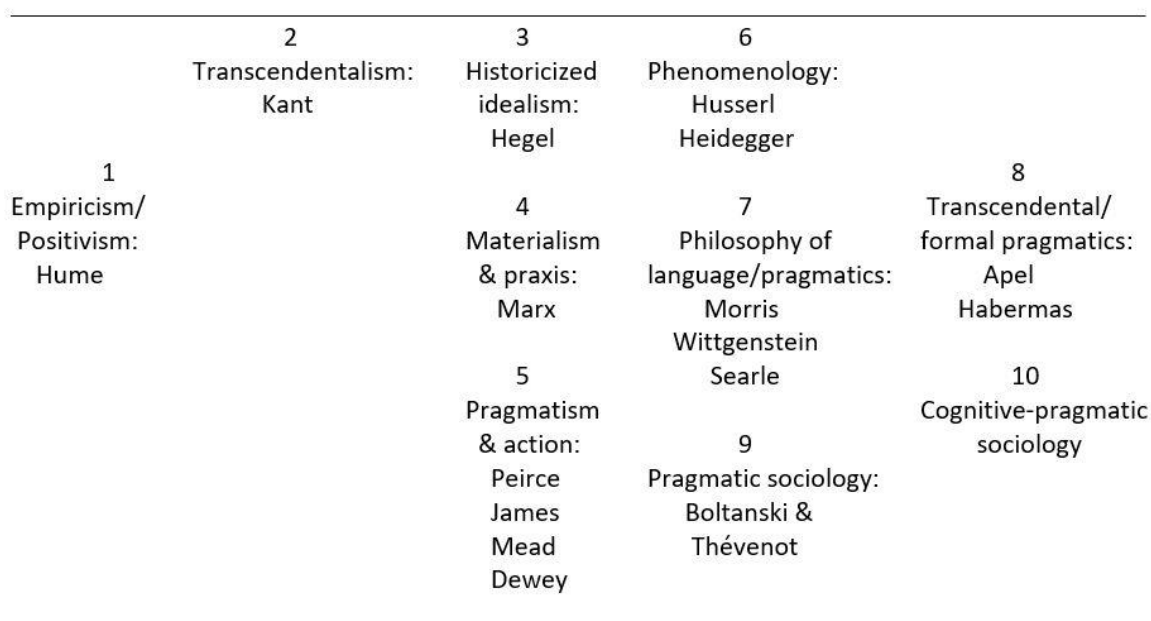 2
Transcendentalism:
Kant
3
Historicized
idealism:
Hegel
6
Phenomenology:
Husserl
Heidegger
1
Empiricism/
Positivism:
Hume
4
Materialism
& praxis:
Marx
7
Philosophy of
language/pragmatics:
Morris
Wittgenstein
Searle
8
Transcendental/
formal pragmatics:
Apel
Habermas
5
Pragmatism
& action:
Peirce
James
Mead
Dewey
9
Pragmatic sociology:
Boltanski &
Thévenot
10
Cognitive-pragmatic
sociology